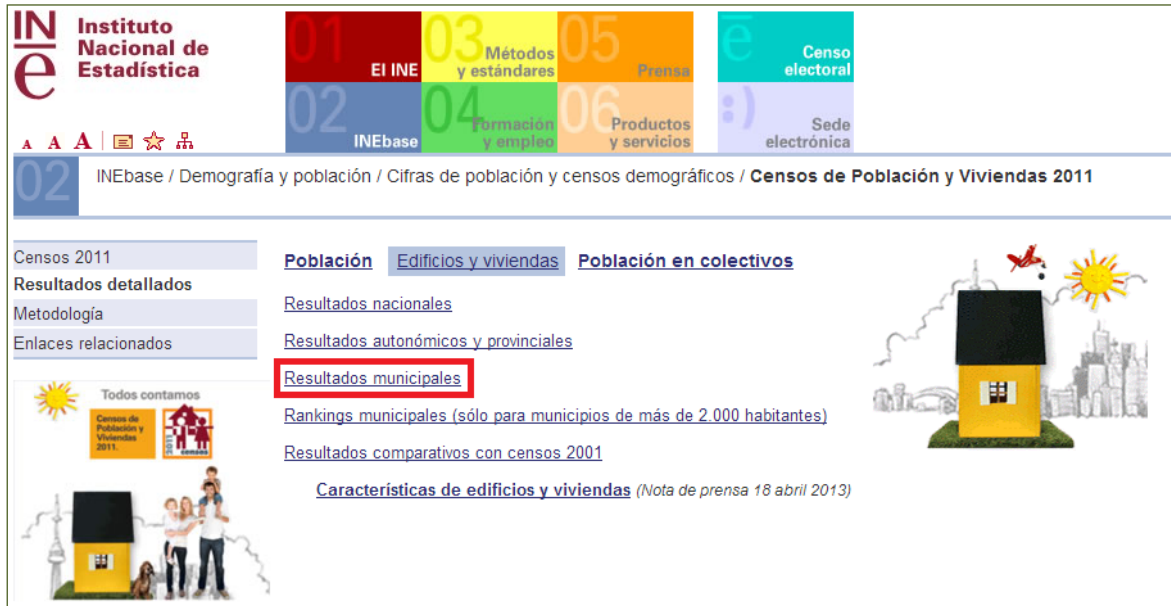 INe
Instituto
Nacional de
Estadística
01
El INE
03
Métodos
y estándares
05
Prensa
e
Censo
electoral
02
INEbase
04
Formación
y empleo
06
Productos
y servicios
:)
Sede
electrónica
A A A
02
INEbase / Demografía y población / Cifras de población y censos demográficos / Censos de Población y Viviendas 2011
Censos 2011
Resultados detallados
Metodología
Enlaces relacionados
Población Edificios y viviendas Población en colectivos
Resultados nacionales
Resultados autonómicos y provinciales
Resultados municipales
Rankings municipales (sólo para municipios de más de 2.000 habitantes)
Resultados comparativos con censos 2001
Características de edificios y viviendas (Nota de prensa 18 abril 2013)
Todos contamos
Censos de
Población y
Viviendas
2011.
2011
censos